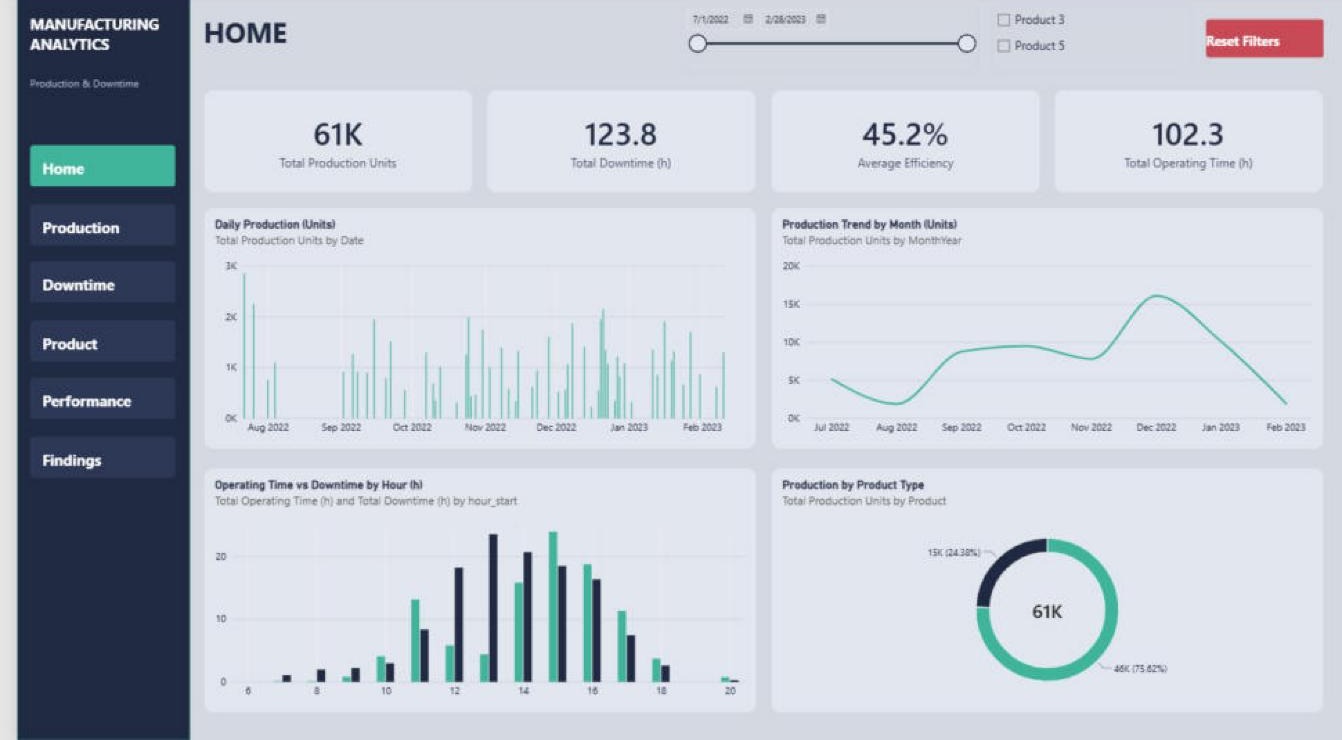 MANUFACTURING
ANALYTICS
Production & Downtime
Home
Production
Downtime
Product
Performance
Findings
HOME
7/1/2022 2/28/2023
Product 3
Product 5
Reset Filters
61K
Total Production Units
123.8
Total Downtime (h)
45.2%
Average Efficiency
102.3
Total Operating Time (h)
Daily Production (Units)
Total Production Units by Date
3K
2K
1K
0K
Aug 2022 Sep 2022 Oct 2022 Nov 2022 Dec 2022 Jan 2023 Feb 2023
Production Trend by Month (Units)
Total Production Units by MonthYear
20K
15K
10K
5K
0K
Jul 2022 Aug 2022 Sep 2022 Oct 2022 Nov 2022 Dec 2022 Jan 2023 Feb 2023
Operating Time vs Downtime by Hour (h)
Total Operating Time (h) and Total Downtime (h) by hour_start
20
10
0
6 8 10 12 14 16 18 20
Production by Product Type
Total Production Units by Product
15K (24.38%)
61K
46K (75.62%)